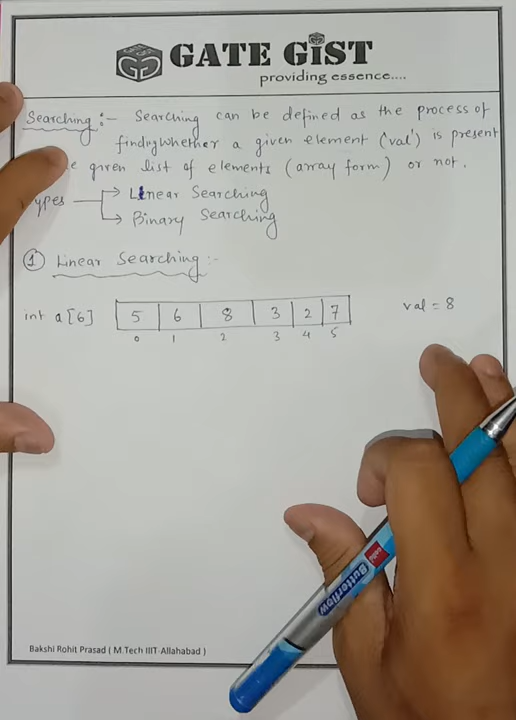 GATE GIST
providing essence....
Searching :- Searching can be defined as the process of
finding whether a given element ('val') is present
given list of elements (array form) or not.
ypes Linear Searching
Binary Searching
① Linear Searching :-
int a[6] 5 6 8 3 2 7 val = 8
0 1 2 3 4 5
Cello Butterflow
Bakshi Rohit Prasad ( M.Tech IIIT-Allahabad )